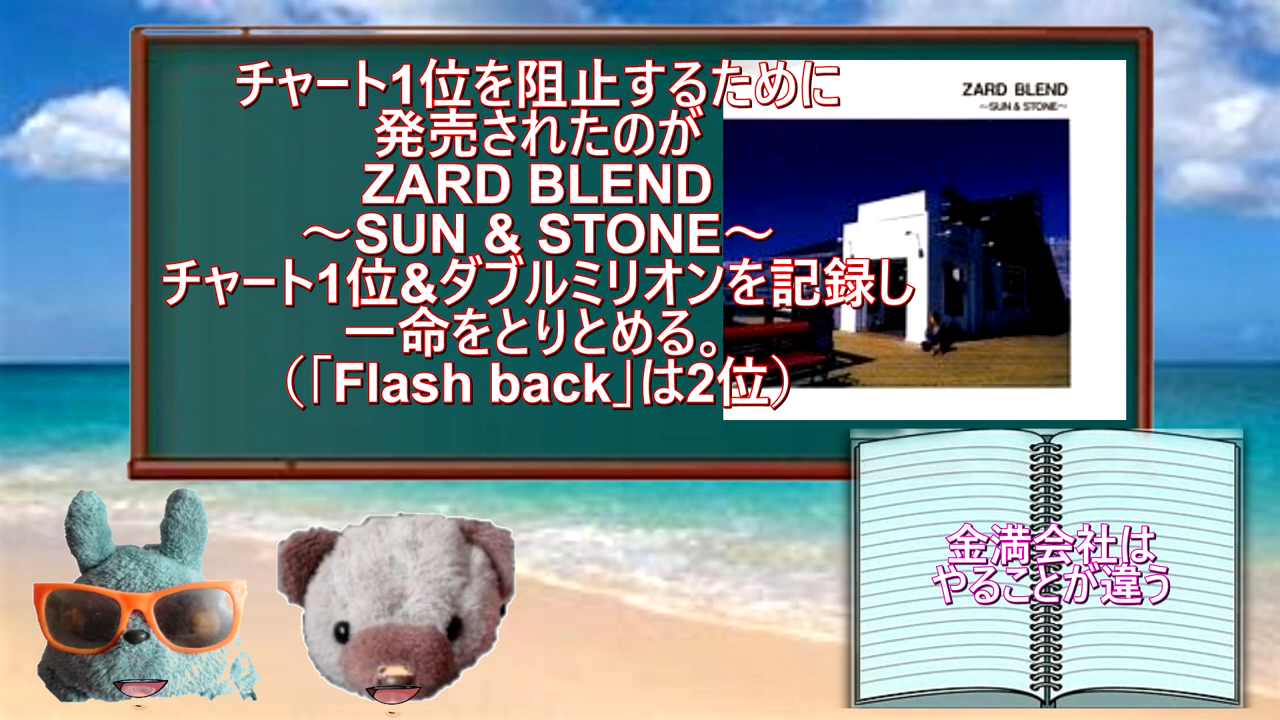 チャート1位を阻止するために
発売されたのが
ZARD BLEND
～SUN & STONE～
チャート1位&ダブルミリオンを記録し
一命をとりとめる。
(「Flash back」は2位)
ZARD BLEND
～SUN & STONE～
金満会社は
やることが違う